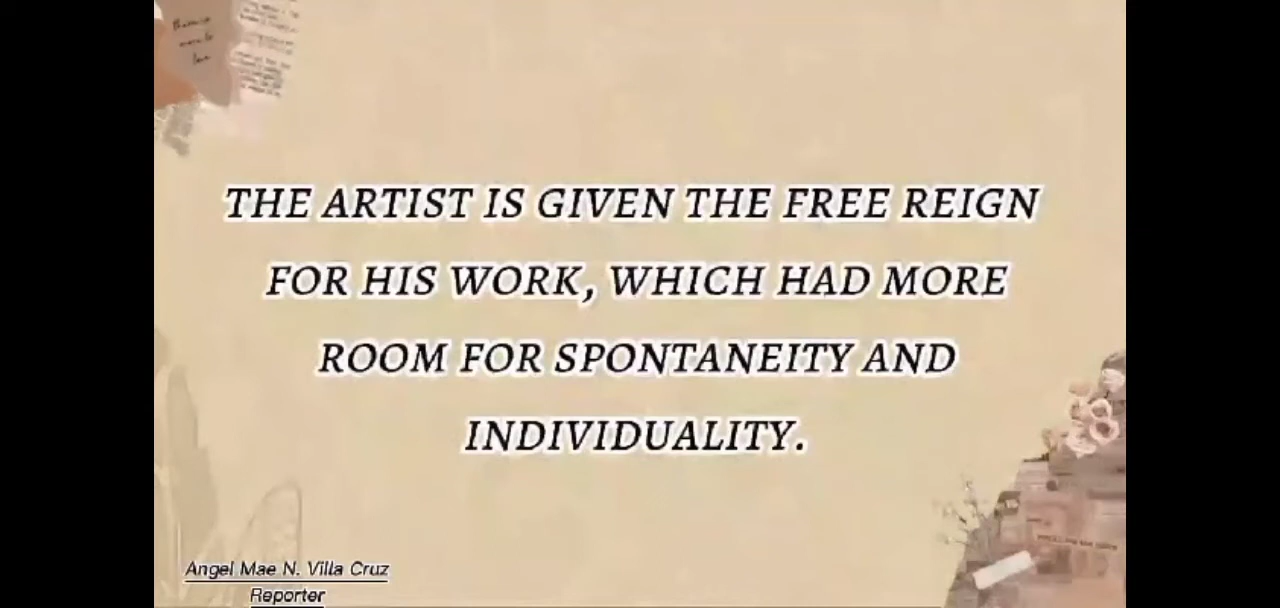 THE ARTIST IS GIVEN THE FREE REIGN
FOR HIS WORK, WHICH HAD MORE
ROOM FOR SPONTANEITY AND
INDIVIDUALITY.
Angel Mae N. Villa Cruz
Reporter